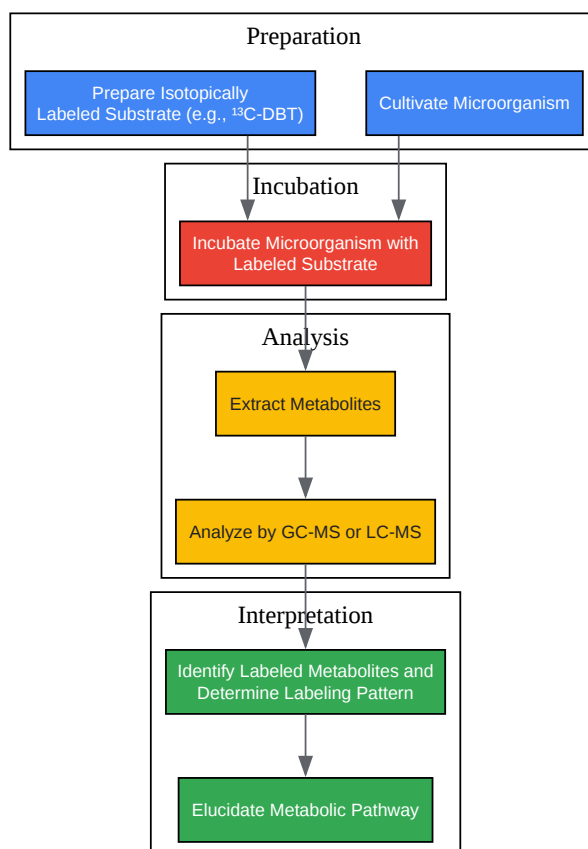 Preparation
Prepare Isotopically
Labeled Substrate (e.g., ¹³C-DBT)
Cultivate Microorganism
Incubation
Incubate Microorganism with
Labeled Substrate
Analysis
Extract Metabolites
Analyze by GC-MS or LC-MS
Interpretation
Identify Labeled Metabolites and
Determine Labeling Pattern
Elucidate Metabolic Pathway